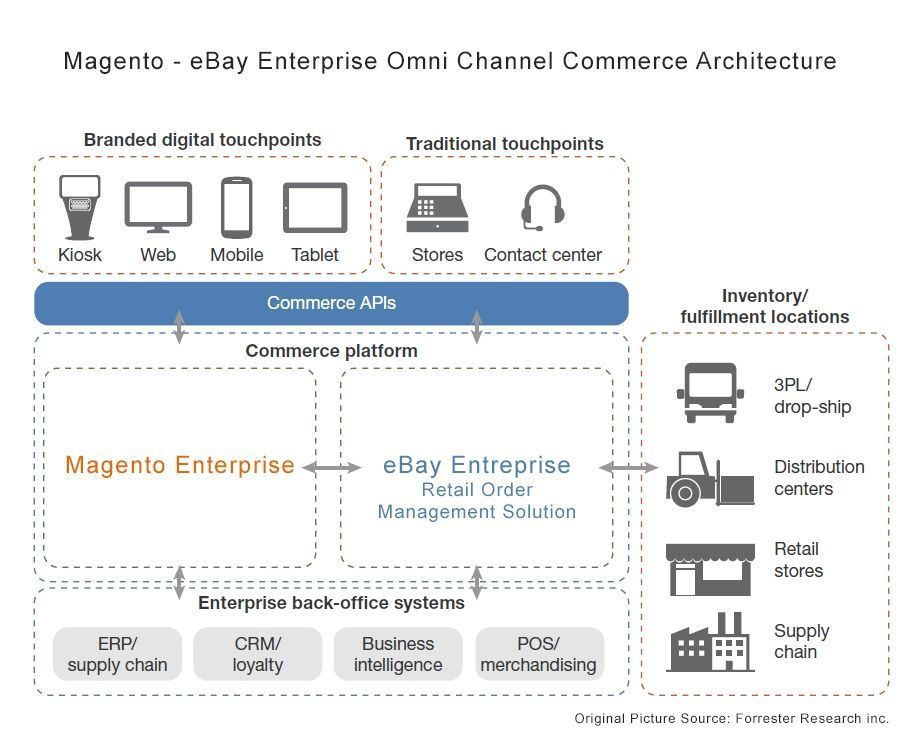 Magento - eBay Enterprise Omni Channel Commerce Architecture
Branded digital touchpoints
Kiosk
Web
Mobile
Tablet
Traditional touchpoints
Stores
Contact center
Commerce APIs
Commerce platform
Magento Enterprise
eBay Entreprise
Retail Order
Management Solution
Inventory/
fulfillment locations
3PL/
drop-ship
Distribution
centers
Retail
stores
Supply
chain
Enterprise back-office systems
ERP/
supply chain
CRM/
loyalty
Business
intelligence
POS/
merchandising
Original Picture Source: Forrester Research inc.